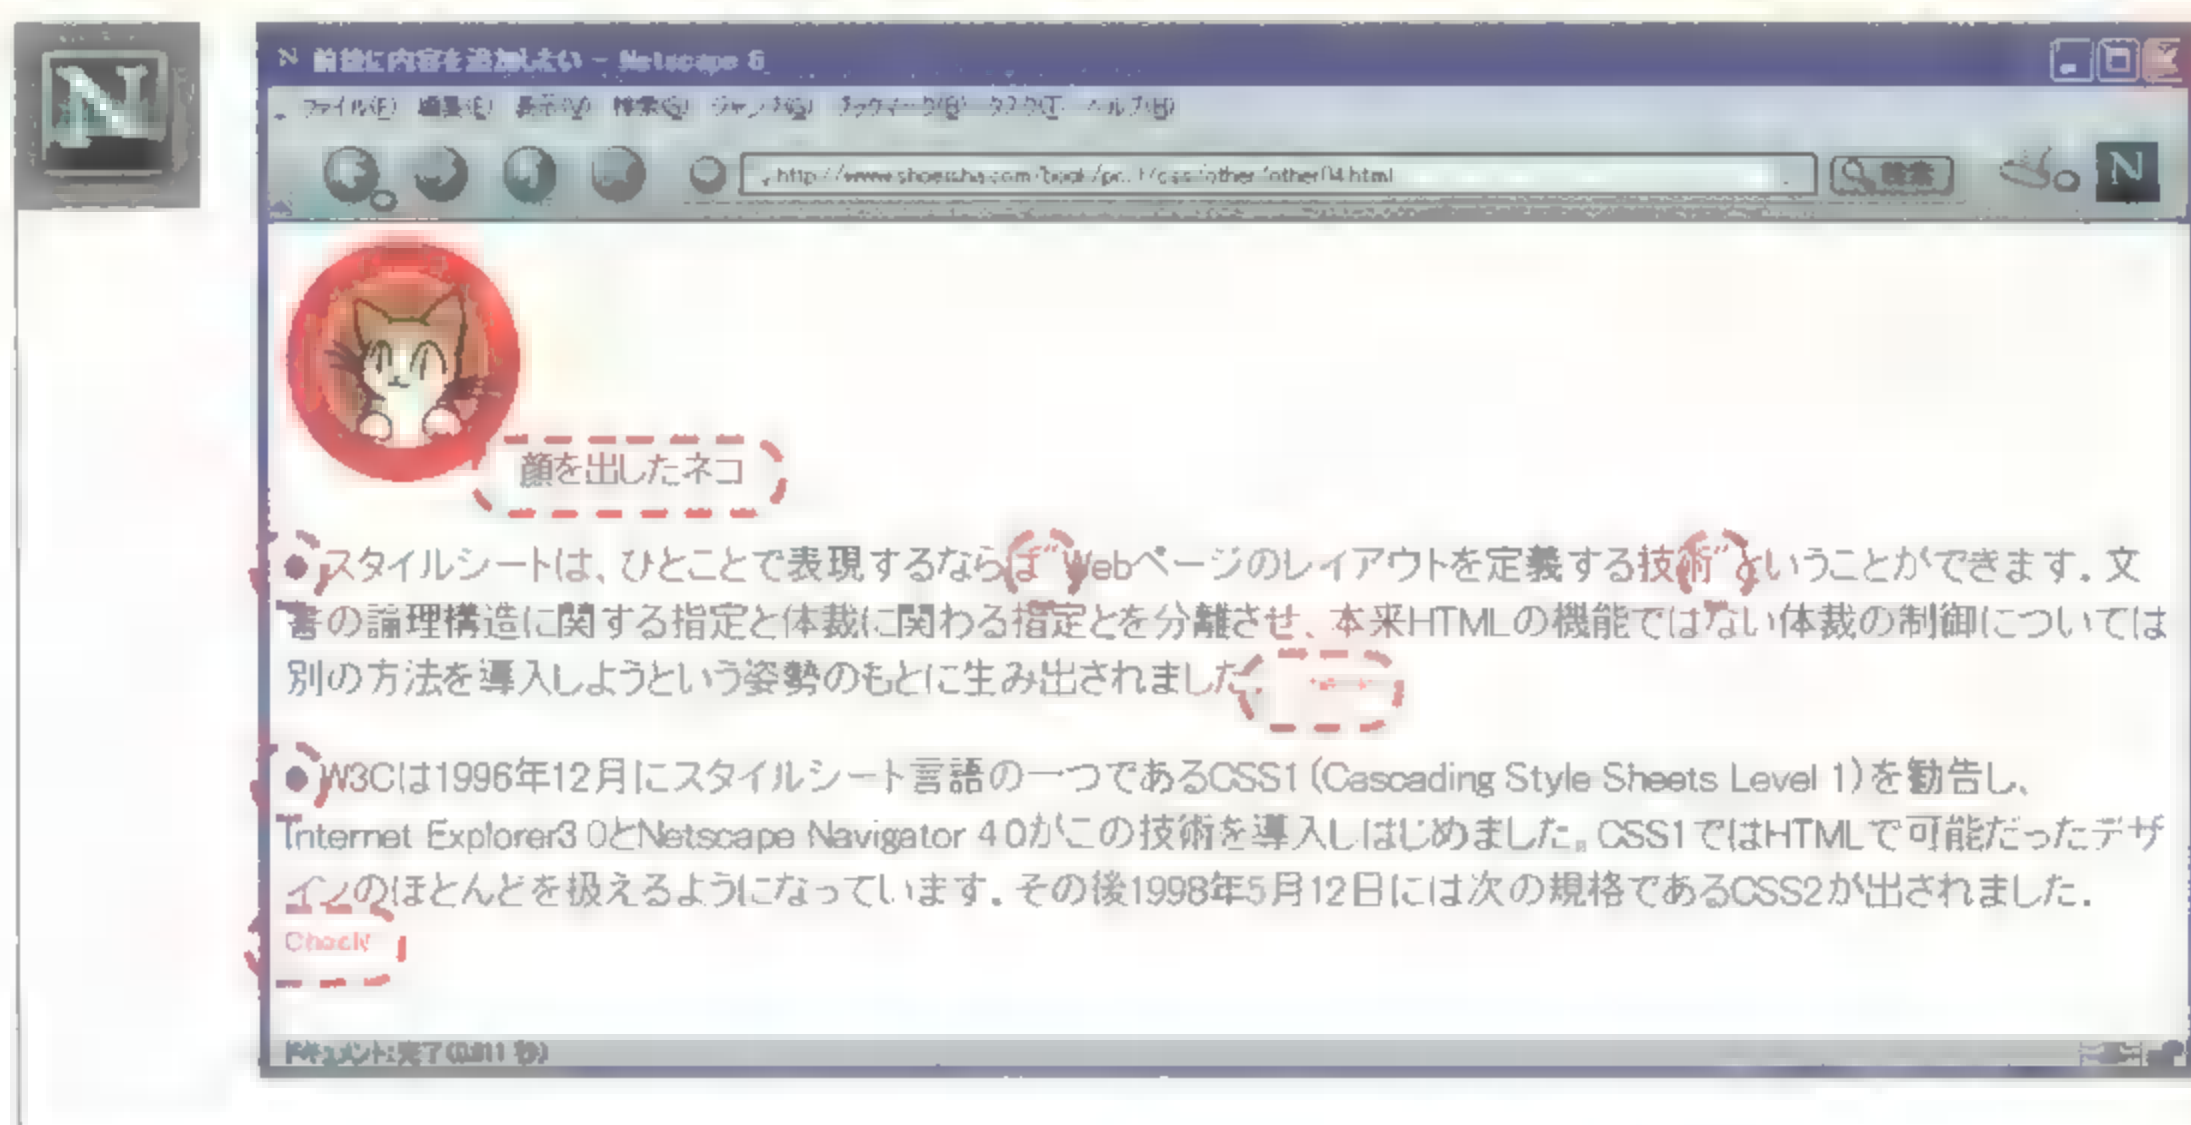 N
前後に内容を追加したい - Netscape 6
ファイル(F) 編集(E) 表示(V) 検索(S) ジャンプ(G) ブックマーク(B) タスク(T) ヘルプ(H)
検索
N
顔を出したネコ
●スタイルシートは、ひとことで表現するならば"Webページのレイアウトを定義する技術"ということができます。文
書の論理構造に関する指定と体裁に関わる指定とを分離させ、本来HTMLの機能ではない体裁の制御については
別の方法を導入しようという姿勢のもとに生み出されました。
●W3Cは1996年12月にスタイルシート言語の一つであるCSS1(Cascading Style Sheets Level 1)を勧告し、
Internet Explorer3.0とNetscape Navigator 4.0がこの技術を導入しはじめました。CSS1ではHTMLで可能だったデザ
インのほとんどを扱えるようになっています。その後1998年5月12日には次の規格であるCSS2が出されました。
ドキュメント:完了(0.811 秒)